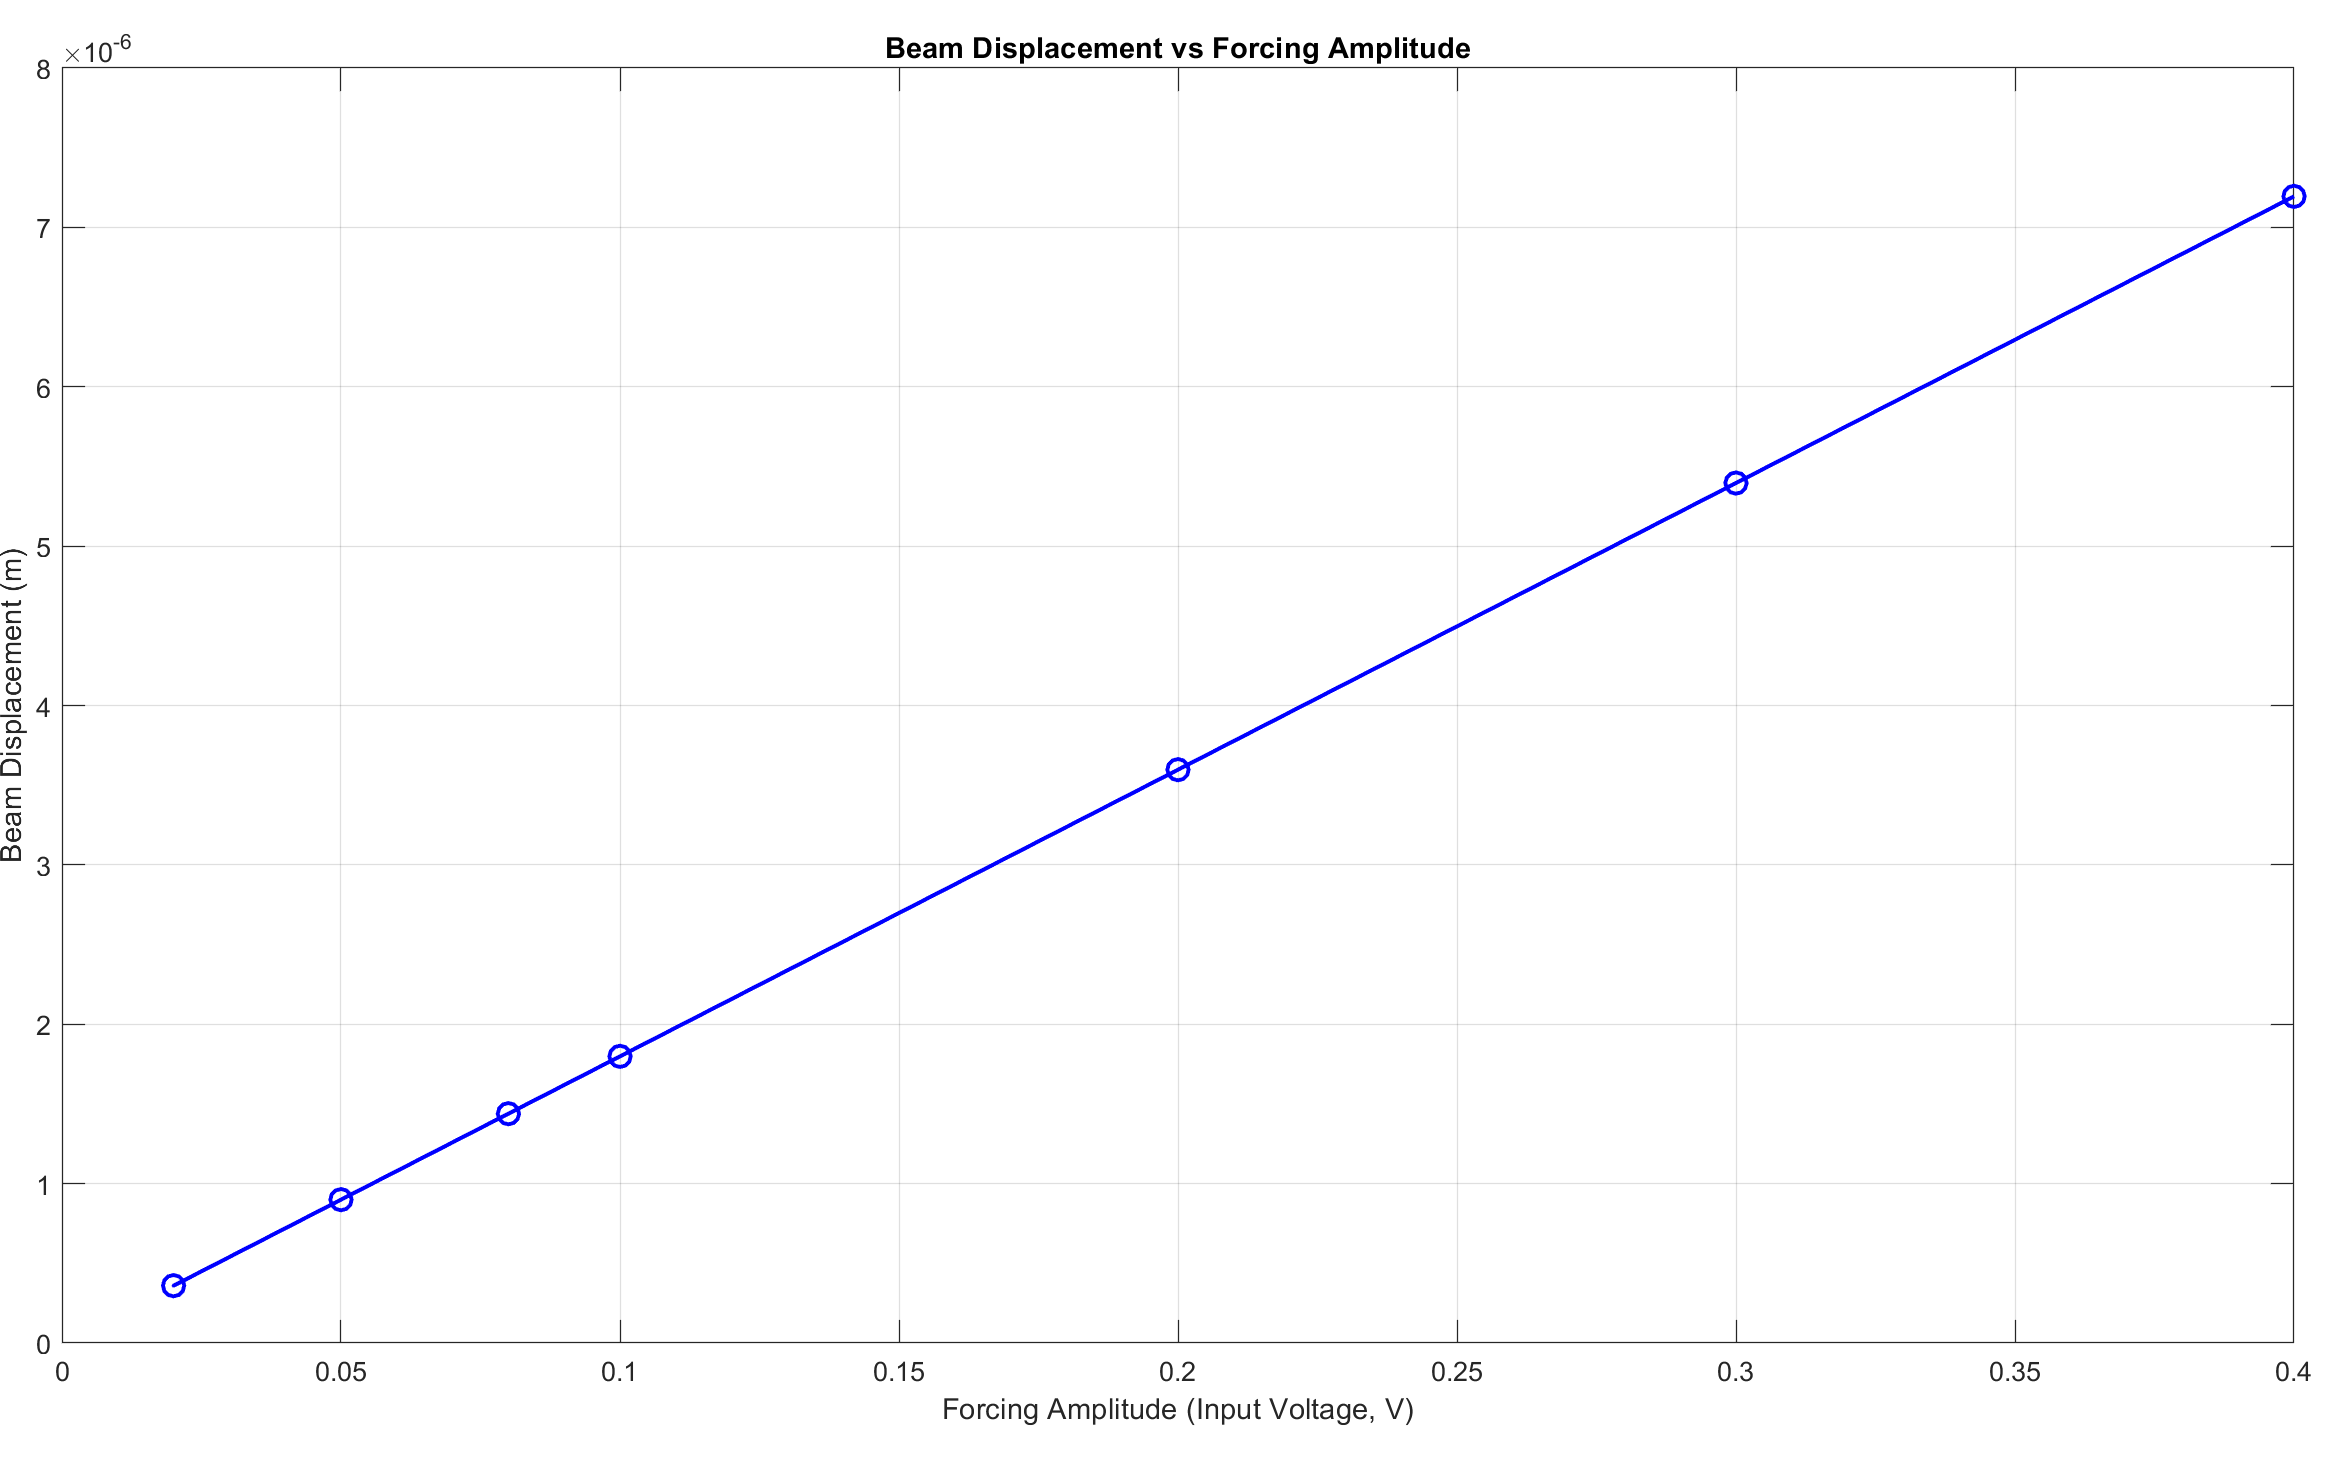 Beam Displacement vs Forcing Amplitude
×10-6
8
7
6
5
4
3
2
1
0
Beam Displacement (m)
0 0.05 0.1 0.15 0.2 0.25 0.3 0.35 0.4
Forcing Amplitude (Input Voltage, V)